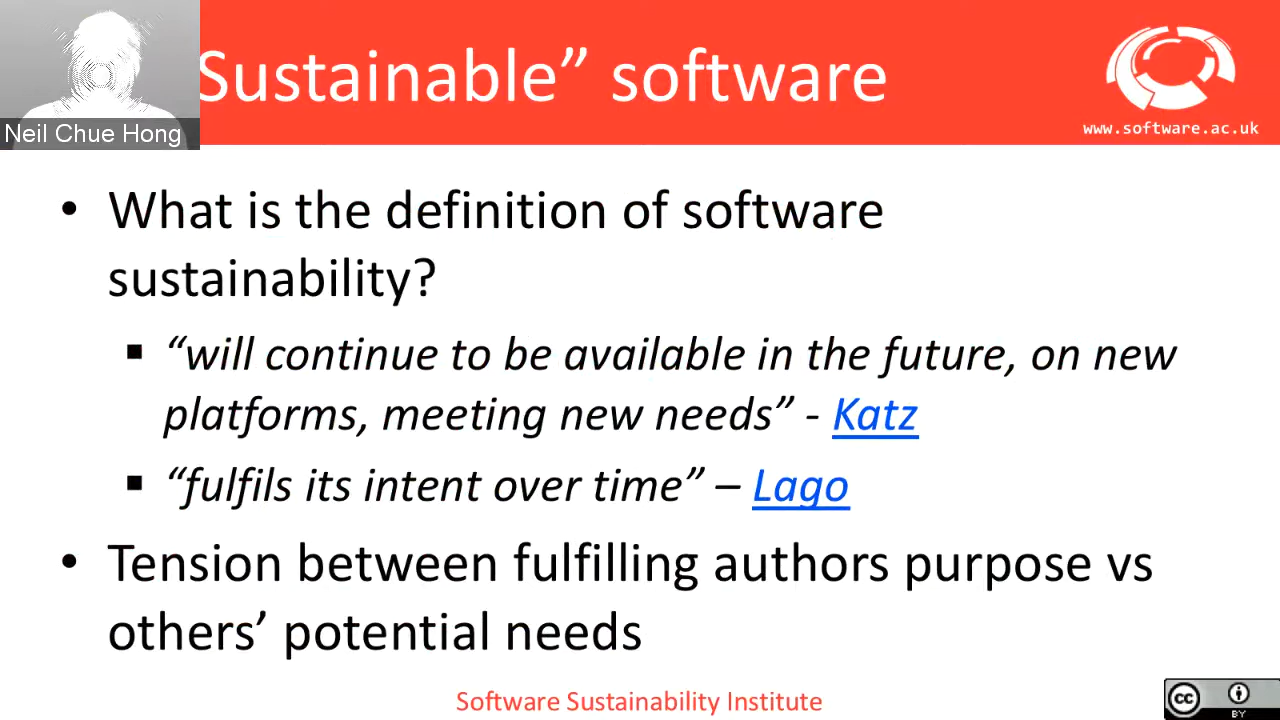 Sustainable” software
www.software.ac.uk
Neil Chue Hong
• What is the definition of software
sustainability?
▪ “will continue to be available in the future, on new
platforms, meeting new needs” - Katz
▪ “fulfils its intent over time” – Lago
• Tension between fulfilling authors purpose vs
others’ potential needs
Software Sustainability Institute
cc
BY